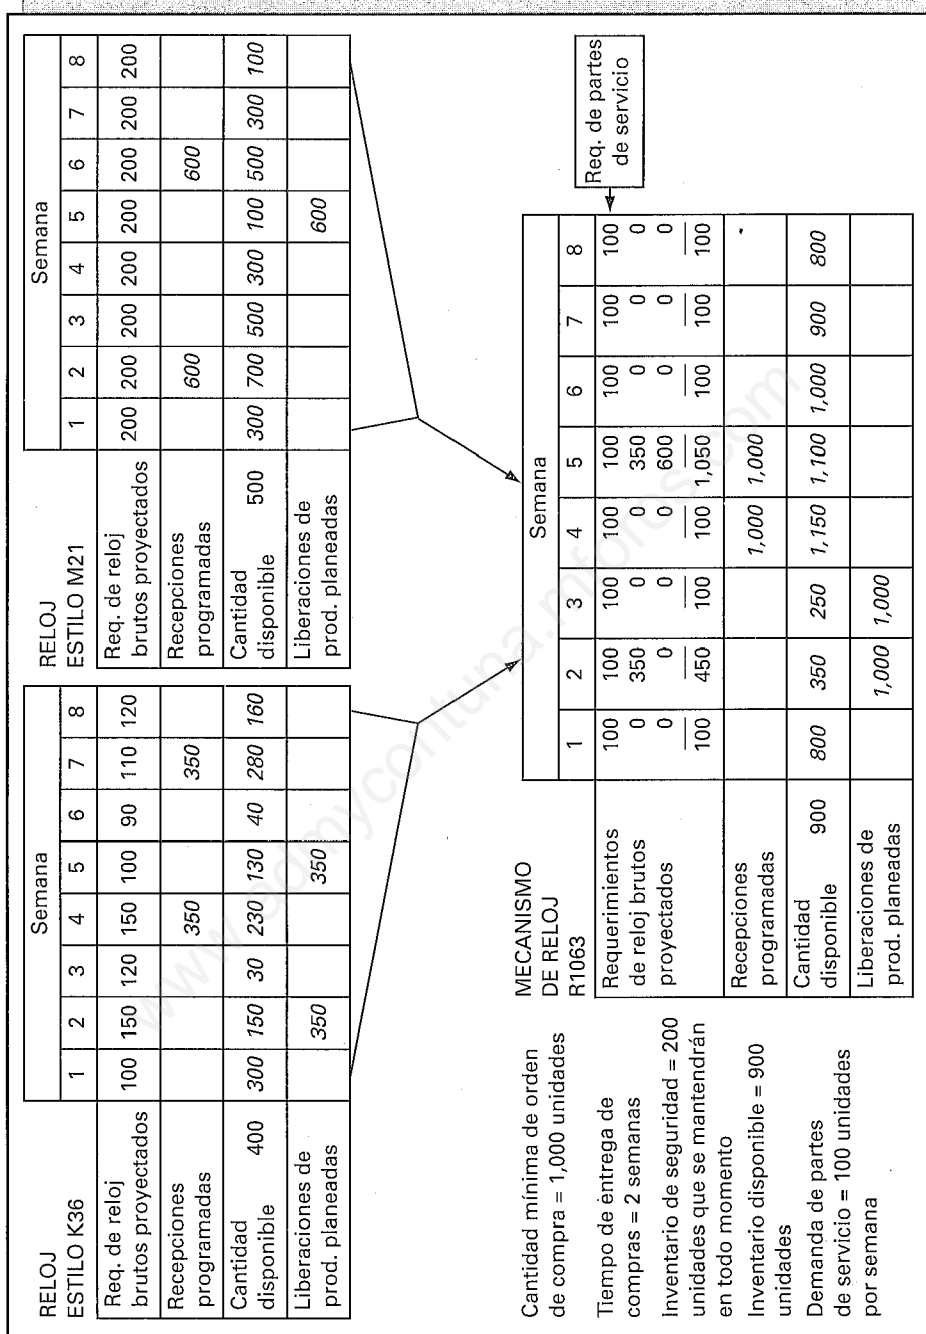 RELOJ
ESTILO K36
Semana
1 2 3 4 5 6 7 8
Req. de reloj
brutos proyectados
100 150 120 150 100 90 110 120
Recepciones
programadas
350 350
Cantidad
disponible
400 300 150 30 230 130 40 280 160
Liberaciones de
prod. planeadas
350 350
RELOJ
ESTILO M21
Semana
1 2 3 4 5 6 7 8
Req. de reloj
brutos proyectados
200 200 200 200 200 200 200 200
Recepciones
programadas
600 600
Cantidad
disponible
500 300 700 500 300 100 500 300 100
Liberaciones de
prod. planeadas
600
Cantidad mínima de orden
de compra = 1,000 unidades
Tiempo de entrega de
compras = 2 semanas
Inventario de seguridad = 200
unidades que se mantendrán
en todo momento
Inventario disponible = 900
unidades
Demanda de partes
de servicio = 100 unidades
por semana
MECANISMO
DE RELOJ
R1063
Semana
1 2 3 4 5 6 7 8
Requerimientos
de reloj brutos
proyectados
100 100 100 100 100 100 100 100
0 350 0 0 350 0 0 0
0 0 0 0 600 0 0 0
100 450 100 100 1,050 100 100 100
Recepciones
programadas
1,000 1,000
Cantidad
disponible
900 800 350 250 1,150 1,100 1,000 900 800
Liberaciones de
prod. planeadas
1,000 1,000
Req. de partes
de servicio